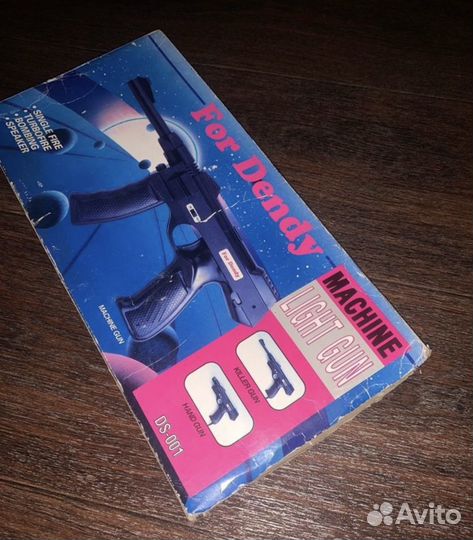 • SINGLE FIRE
• TURBOFIRE
• BOMBING
• SPEAKER
For Dendy
For Dendy
MACHINE GUN
MACHINE
LIGHT GUN
KILLER GUN
HAND GUN
DS-001
Avito